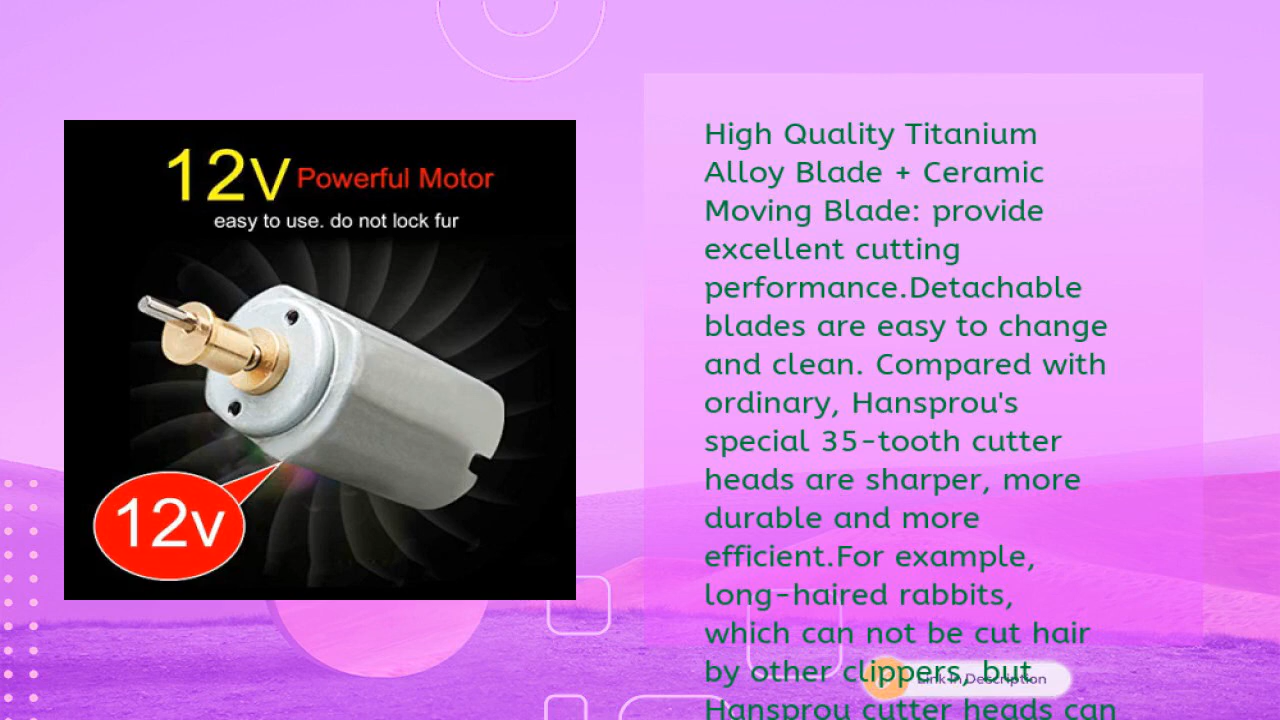 12V Powerful Motor
easy to use. do not lock fur
12v
High Quality Titanium
Alloy Blade + Ceramic
Moving Blade: provide
excellent cutting
performance.Detachable
blades are easy to change
and clean. Compared with
ordinary, Hansprou's
special 35-tooth cutter
heads are sharper, more
durable and more
efficient.For example,
long-haired rabbits,
which can not be cut hair
by other clippers, but
Link in Description
Hansprou cutter heads can